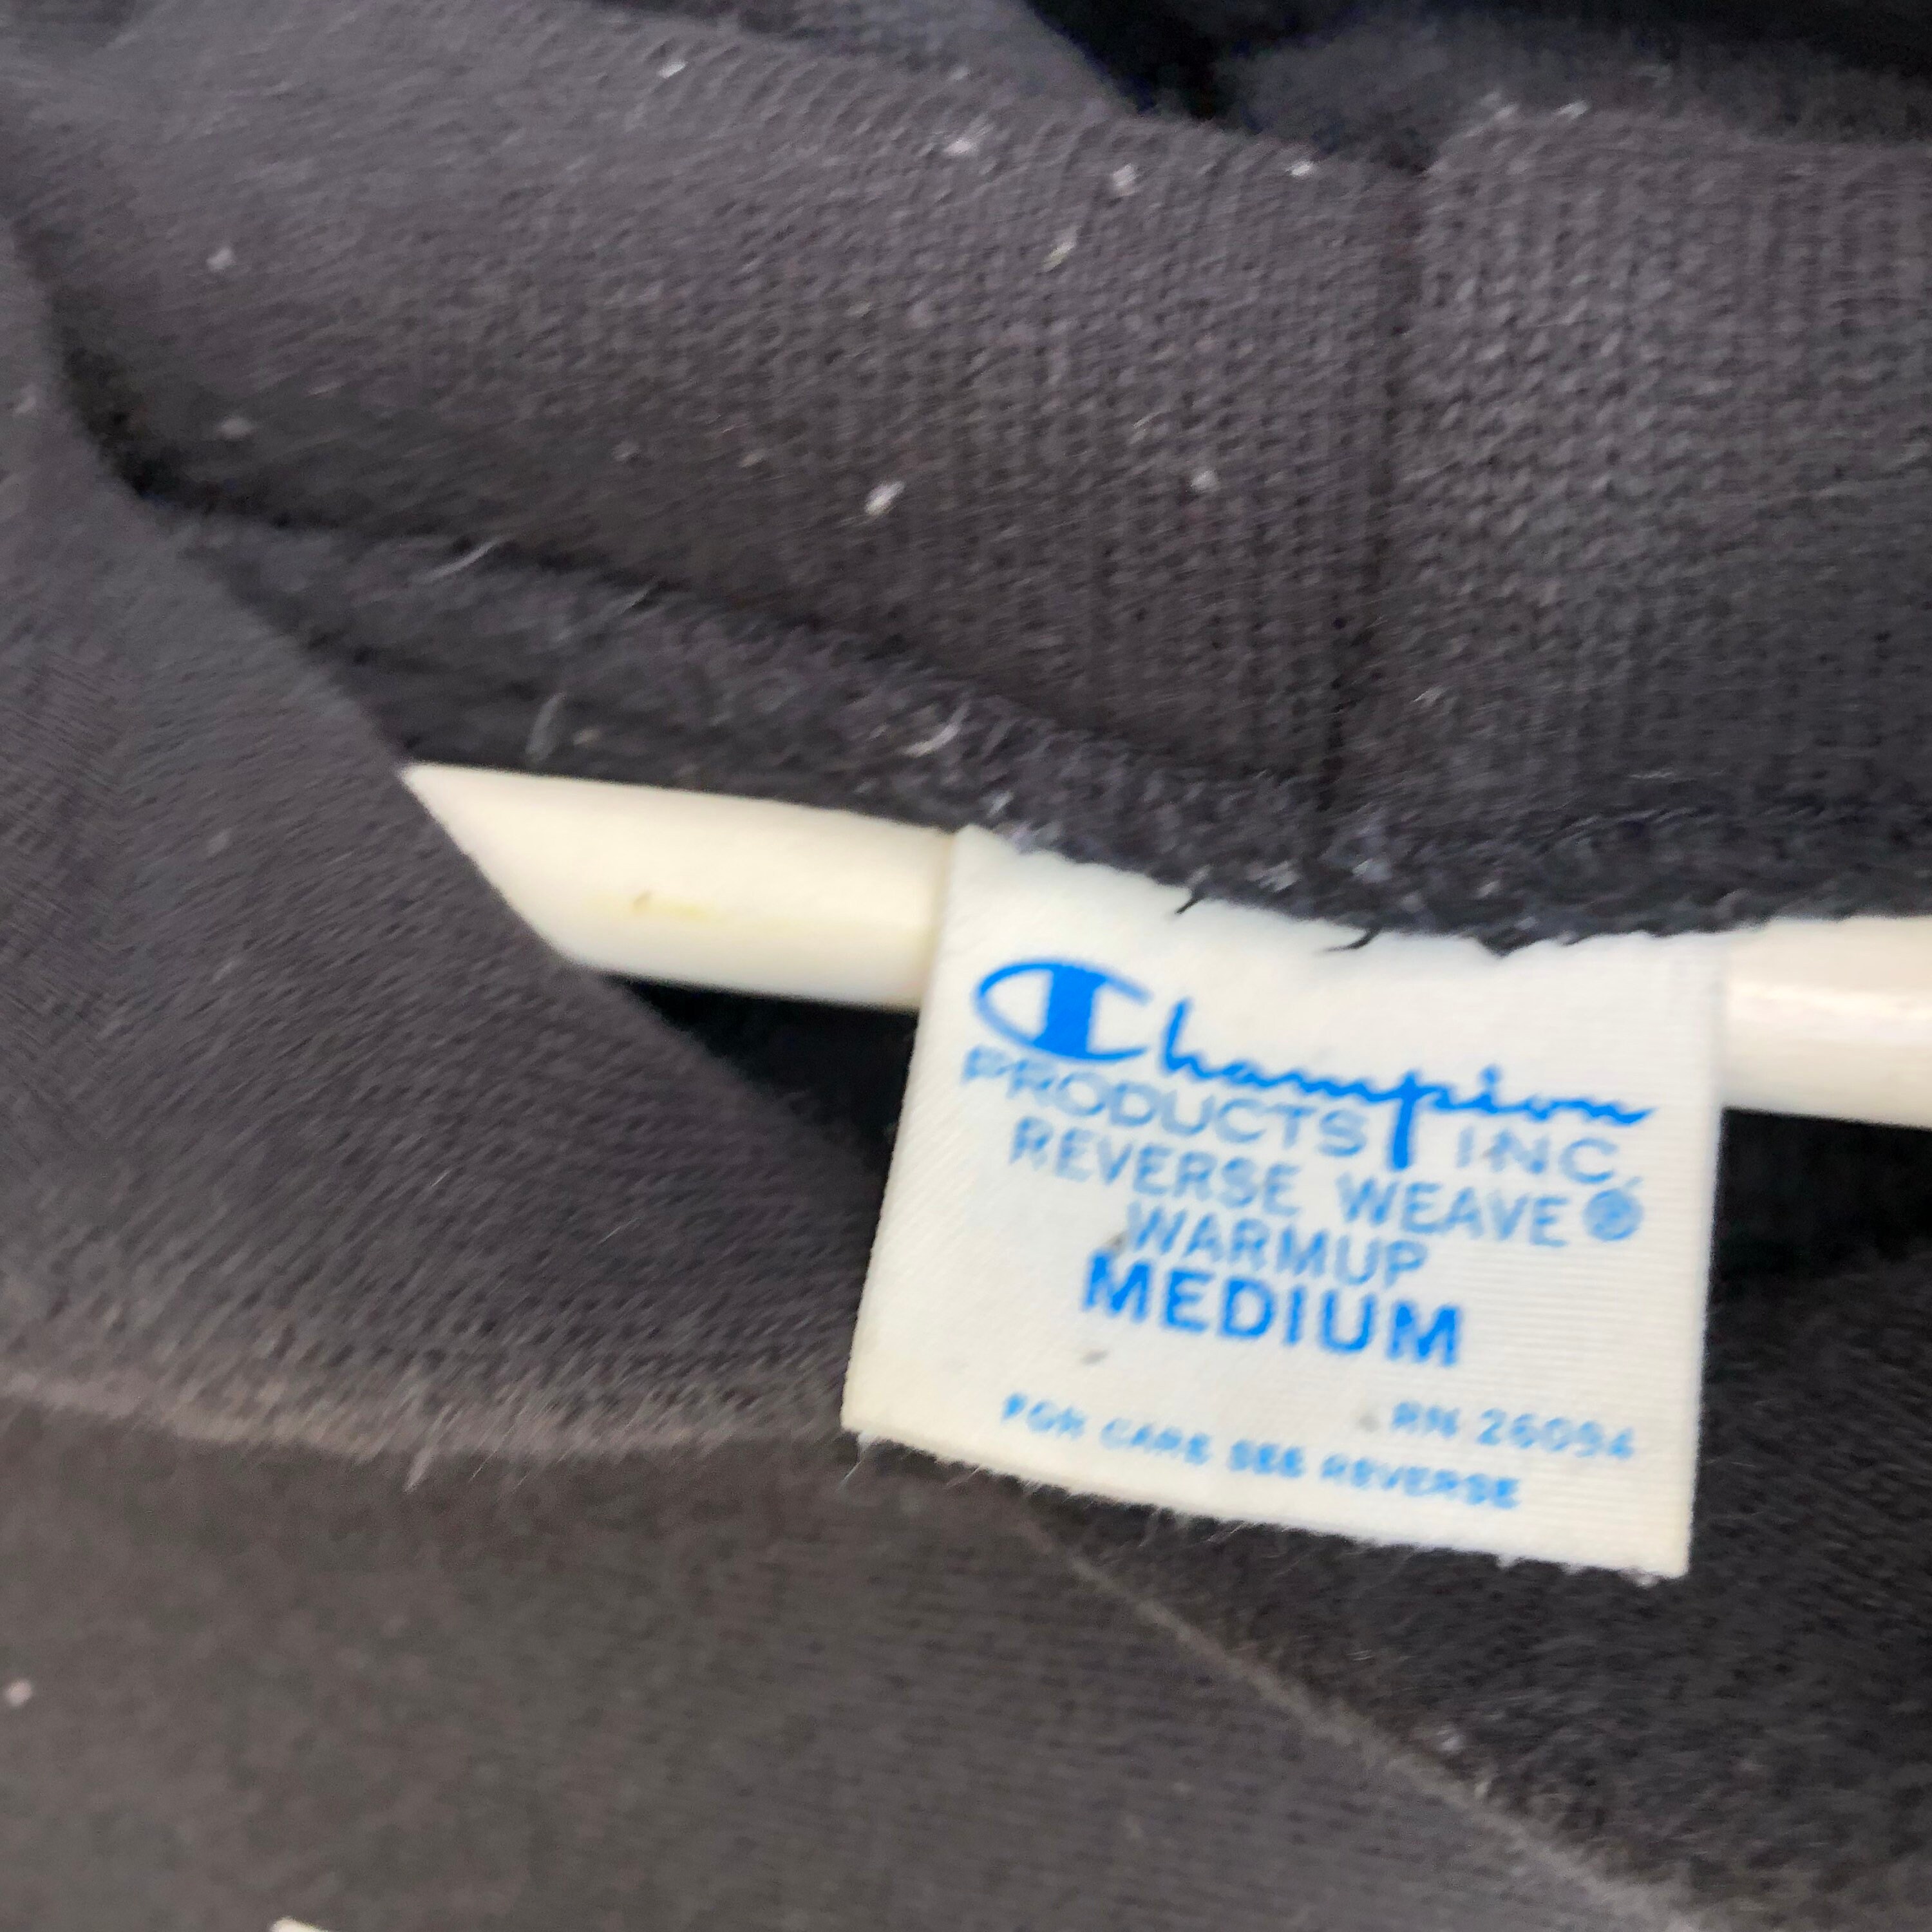 Champion
PRODUCTS INC.
REVERSE WEAVE®
WARMUP
MEDIUM
RN 26094
FOR CARE SEE REVERSE